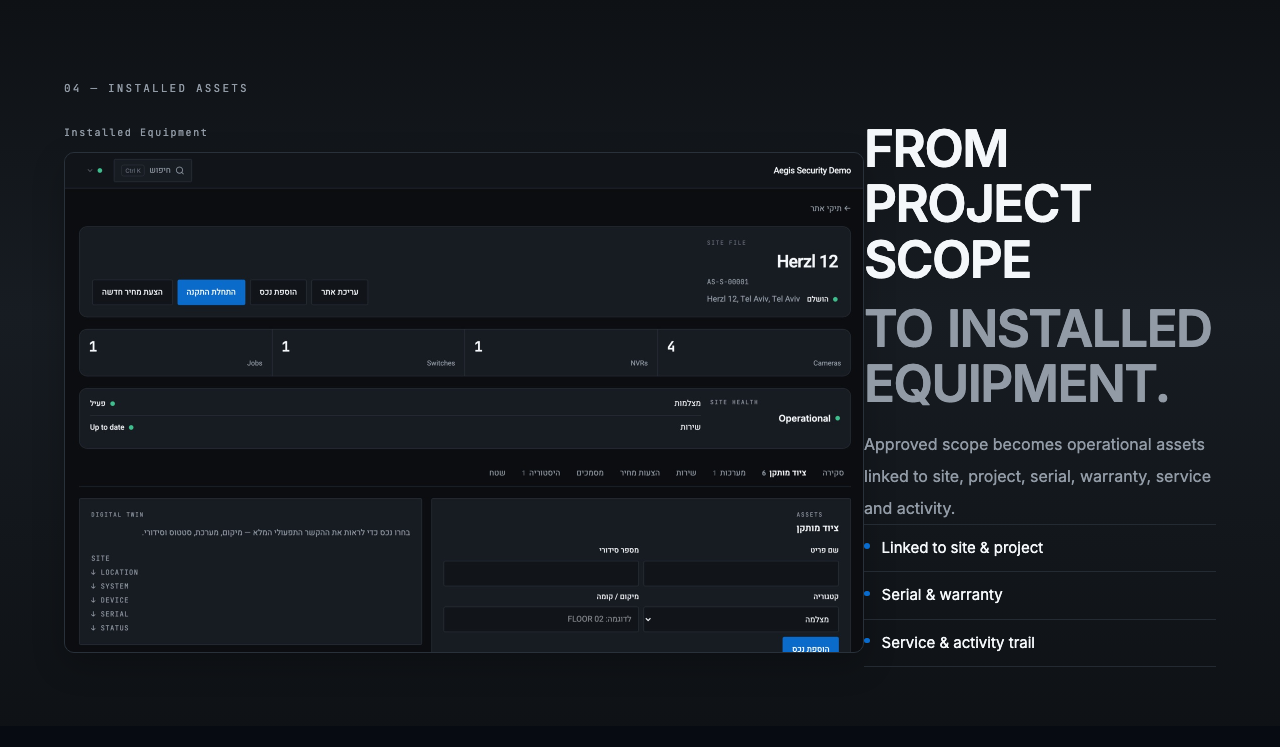 04 — INSTALLED ASSETS
Installed Equipment
Aegis Security Demo
חיפוש Ctrl K
← תיקי אתר
SITE FILE
Herzl 12
AS-S-00001
Herzl 12, Tel Aviv, Tel Aviv הושלם
עריכת אתר
הוספת נכס
התחלת התקנה
הצעת מחיר חדשה
4 Cameras
1 NVRs
1 Switches
1 Jobs
SITE HEALTH
Operational
מצלמות פעיל
שירות Up to date
סקירה ציוד מותקן 6 מערכות 1 שירות הצעות מחיר מסמכים היסטוריה 1 שטח
ASSETS
ציוד מותקן
שם פריט
מספר סידורי
קטגוריה
מיקום / קומה
מצלמה
לדוגמה: FLOOR 02
הוספת נכס
DIGITAL TWIN
בחרו נכס כדי לראות את ההקשר התפעולי המלא — מיקום, מערכת, סטטוס וסידורי.
SITE
↓ LOCATION
↓ SYSTEM
↓ DEVICE
↓ SERIAL
↓ STATUS
FROM
PROJECT
SCOPE
TO INSTALLED
EQUIPMENT.
Approved scope becomes operational assets
linked to site, project, serial, warranty, service
and activity.
Linked to site & project
Serial & warranty
Service & activity trail